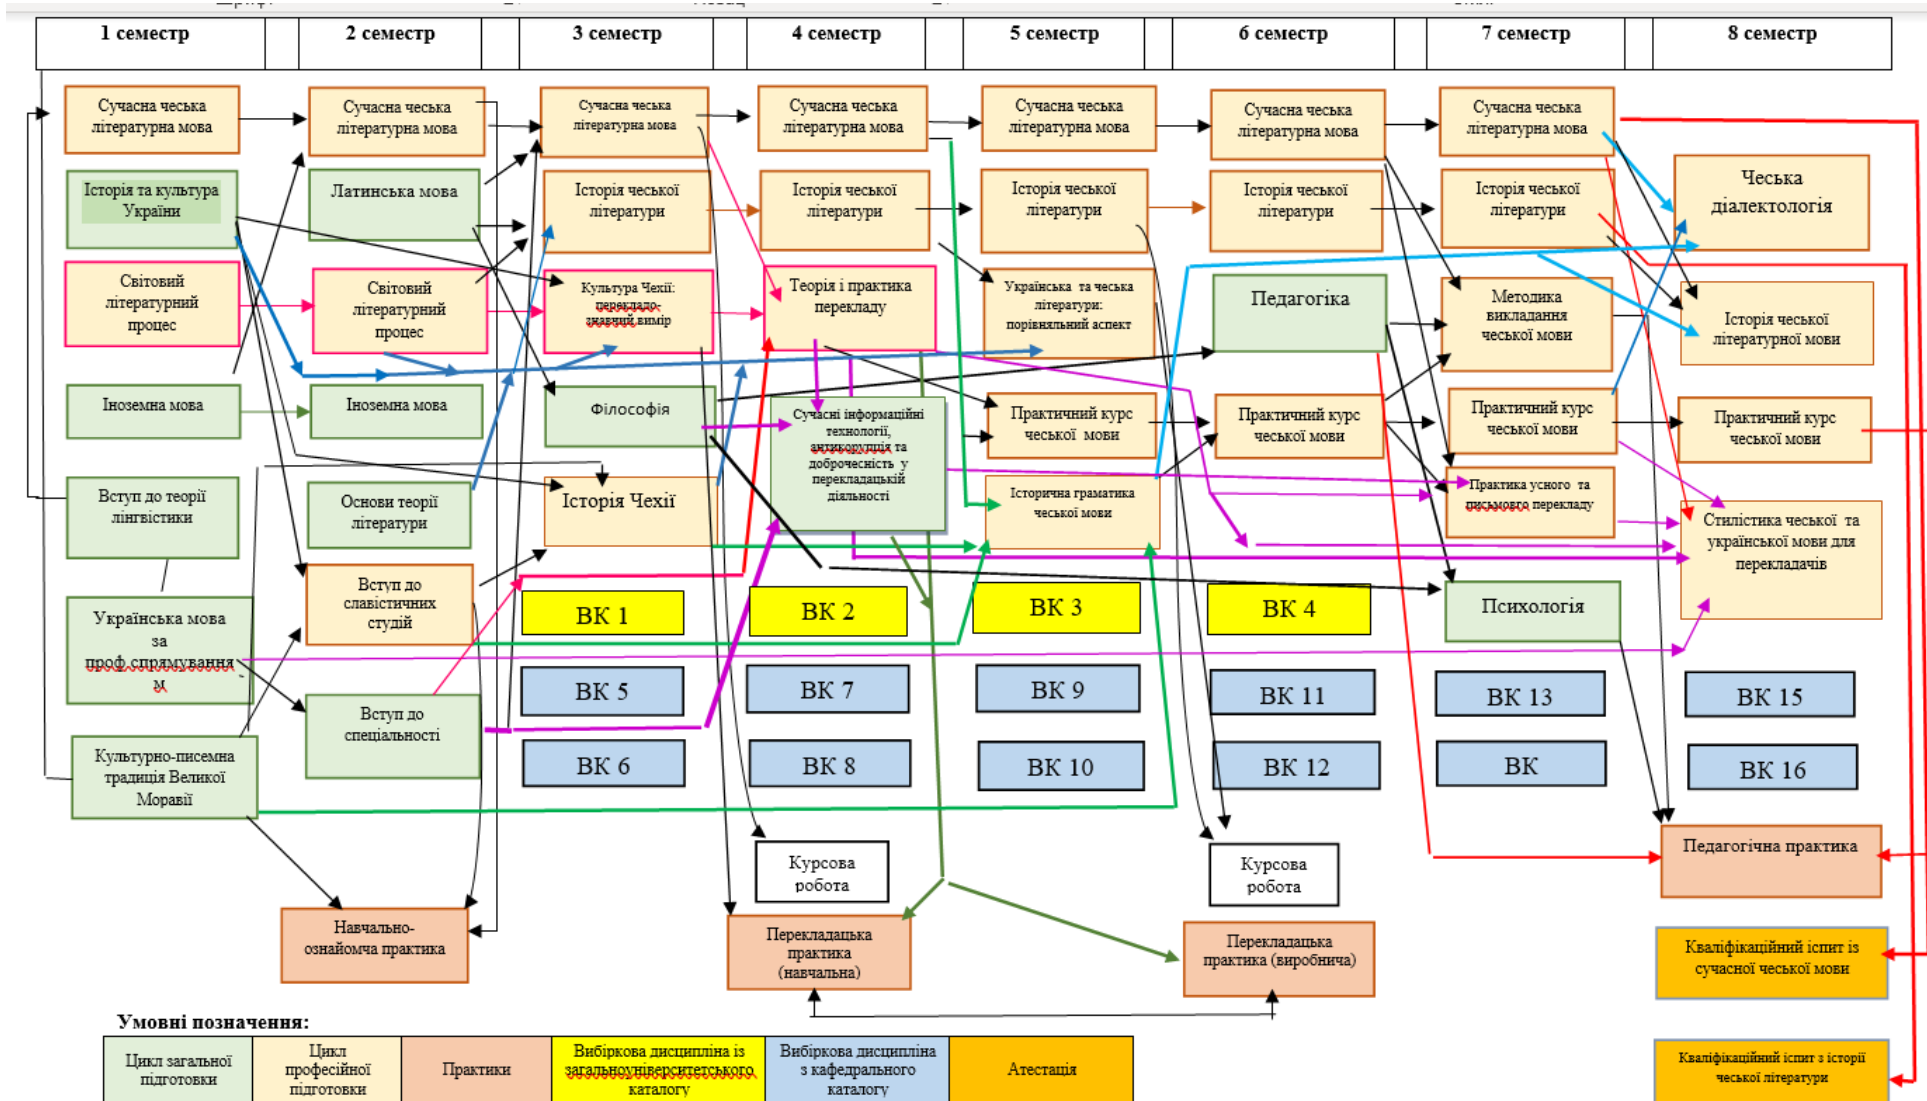 1 семестр
2 семестр
3 семестр
4 семестр
5 семестр
6 семестр
7 семестр
8 семестр
Сучасна чеська
літературна мова
Історія та культура
України
Світовий
літературний
процес
Іноземна мова
Вступ до теорії
лінгвістики
Українська мова
за
проф.спрямування
м
Культурно-писемна
традиція Великої
Моравії
Сучасна чеська
літературна мова
Латинська мова
Світовий
літературний
процес
Іноземна мова
Основи теорії
літератури
Вступ до
славістичних
студій
Вступ до
спеціальності
Навчально-
ознайомча практика
Сучасна чеська
літературна мова
Історія чеської
літератури
Культура Чехії:
перекладо-
знавчий вимір
Філософія
Історія Чехії
ВК 1
ВК 5
ВК 6
Сучасна чеська
літературна мова
Історія чеської
літератури
Теорія і практика
перекладу
Сучасні інформаційні
технології,
антикорупція та
доброчесність у
перекладацькій
діяльності
ВК 2
ВК 7
ВК 8
Курсова
робота
Перекладацька
практика
(навчальна)
Сучасна чеська
літературна мова
Історія чеської
літератури
Українська та чеська
літератури:
порівняльний аспект
Практичний курс
чеської мови
Історична граматика
чеської мови
ВК 3
ВК 9
ВК 10
Сучасна чеська
літературна мова
Історія чеської
літератури
Педагогіка
Практичний курс
чеської мови
ВК 4
ВК 11
ВК 12
Курсова
робота
Перекладацька
практика (виробнича)
Сучасна чеська
літературна мова
Історія чеської
літератури
Методика
викладання
чеської мови
Практичний курс
чеської мови
Практика усного та
письмовго перекладу
Психологія
ВК 13
ВК
Чеська
діалектологія
Історія чеської
літературної мови
Практичний курс
чеської мови
Стилістика чеської та
української мови для
перекладачів
ВК 15
ВК 16
Педагогічна практика
Кваліфікаційний іспит із
сучасної чеської мови
Кваліфікаційний іспит з історії
чеської літератури
Умовні позначення:
Цикл загальної
підготовки
Цикл
професійної
підготовки
Практики
Вибіркова дисципліна із
загальноуніверситетського
каталогу
Вибіркова дисципліна
з кафедрального
каталогу
Атестація